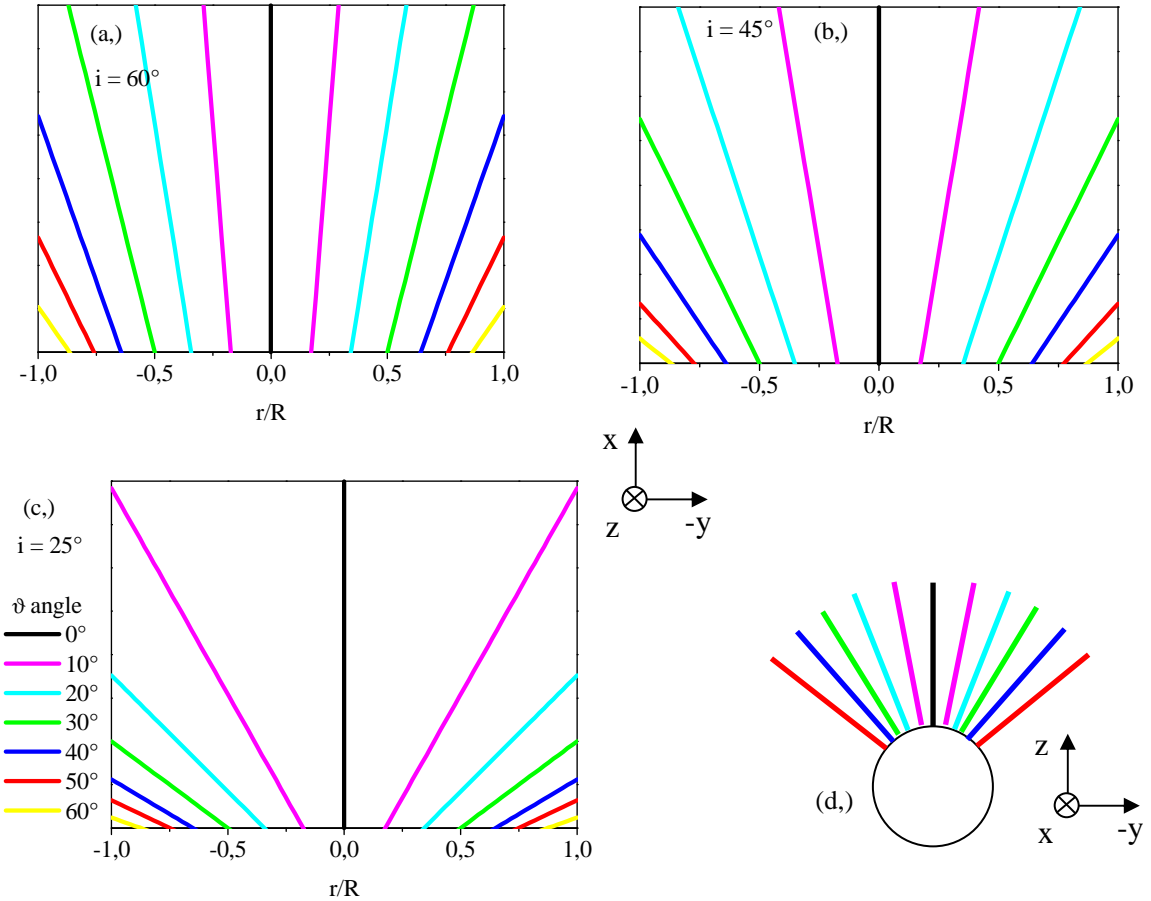 (a,)
i = 60°
-1,0 -0,5 0,0 0,5 1,0
r/R
i = 45° (b,)
-1,0 -0,5 0,0 0,5 1,0
r/R
x
z -y
(c,)
i = 25°
ϑ angle
0°
10°
20°
30°
40°
50°
60°
-1,0 -0,5 0,0 0,5 1,0
r/R
(d,)
z
x -y